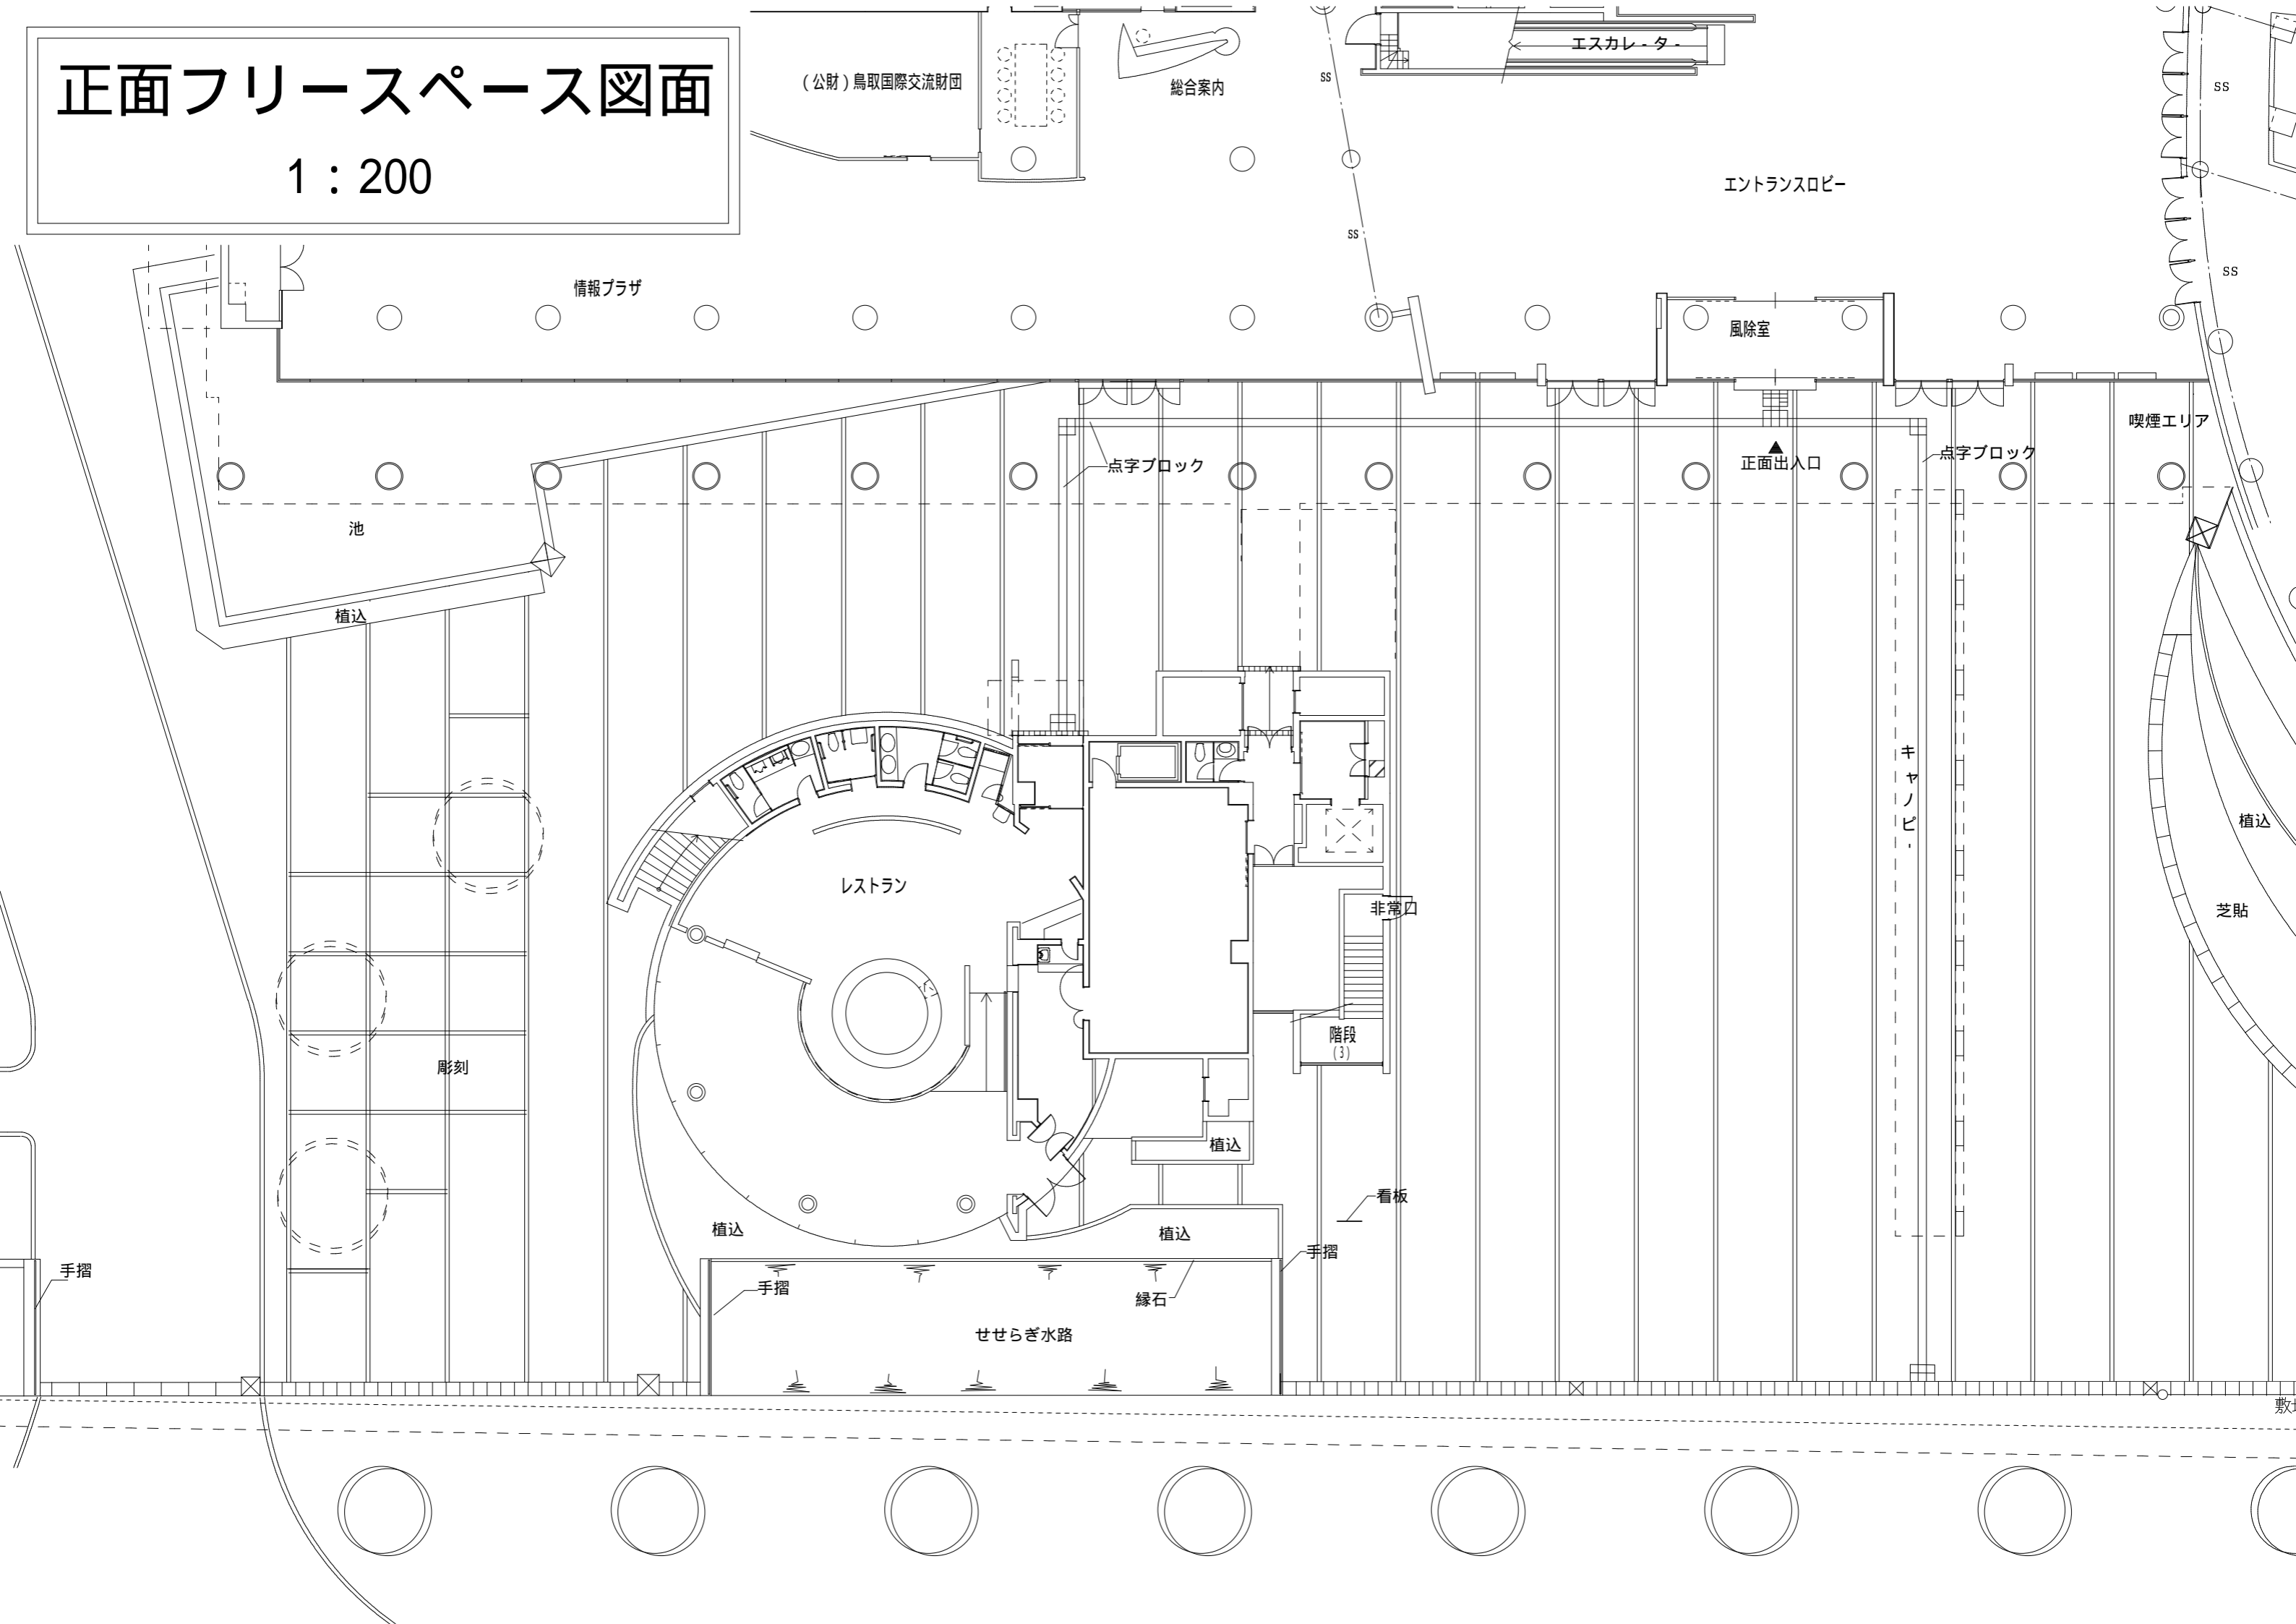 正面フリースペース図面
1：200
(公財)鳥取国際交流財団
総合案内
エスカレ-タ-
SS
SS
エントランスロビー
SS
SS
情報プラザ
風除室
喫煙エリア
点字ブロック
正面出入口
点字ブロック
池
植込
キャノピ-
植込
レストラン
非常口
芝貼
階段
(3)
彫刻
植込
看板
植込
植込
手摺
手摺
手摺
縁石
せせらぎ水路